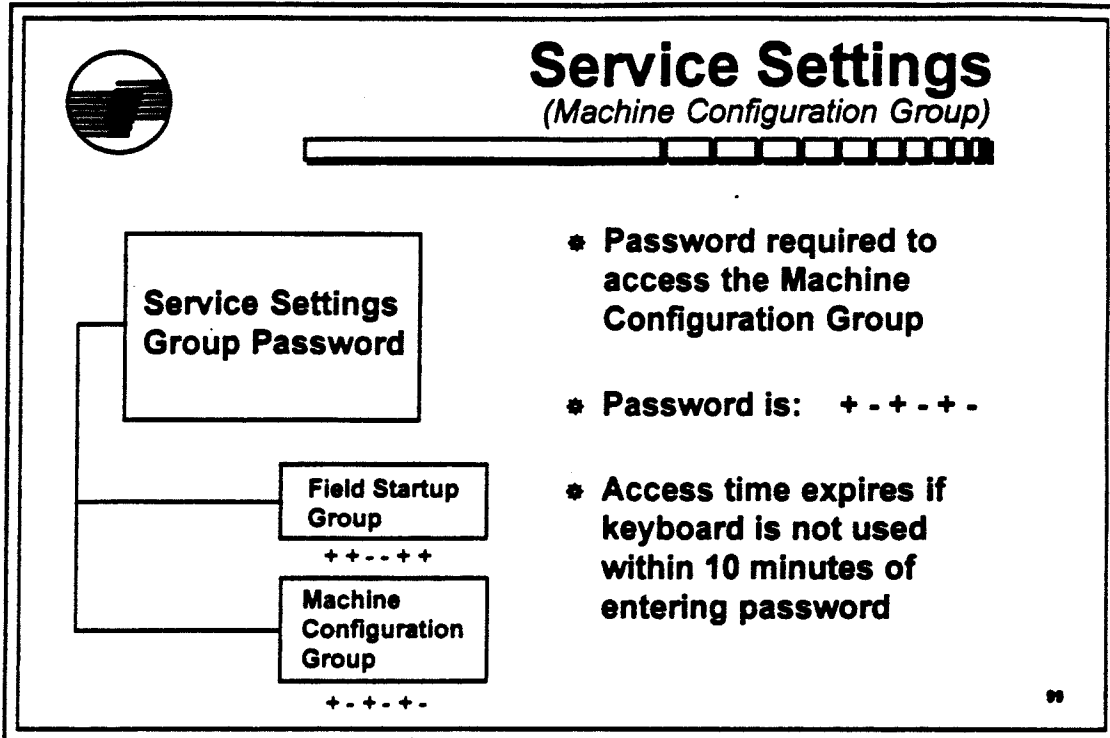 Service Settings
(Machine Configuration Group)
Service Settings
Group Password
Field Startup
Group
+ + - - + +
Machine
Configuration
Group
+ - + - + -
* Password required to
access the Machine
Configuration Group
* Password is: + - + - + -
* Access time expires if
keyboard is not used
within 10 minutes of
entering password
99